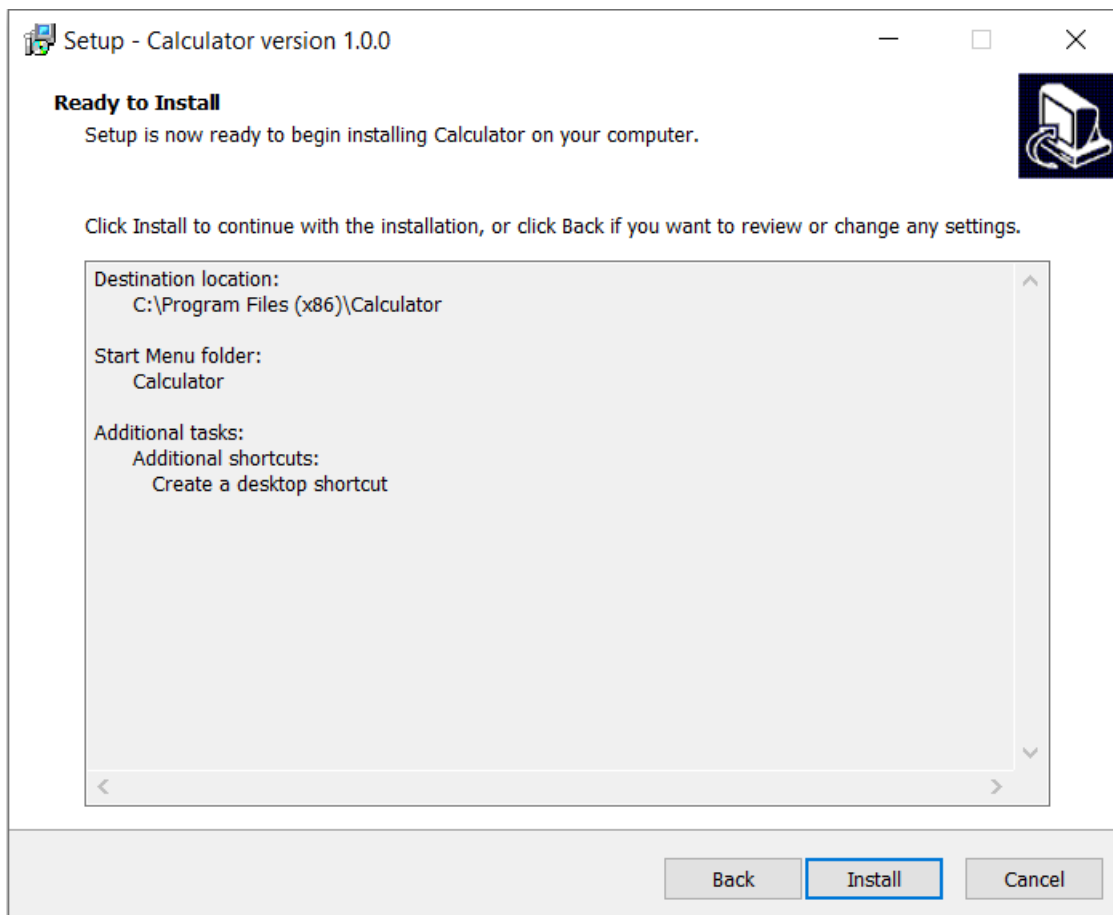 Setup - Calculator version 1.0.0
Ready to Install
Setup is now ready to begin installing Calculator on your computer.
Click Install to continue with the installation, or click Back if you want to review or change any settings.
Destination location:
C:\Program Files (x86)\Calculator
Start Menu folder:
Calculator
Additional tasks:
Additional shortcuts:
Create a desktop shortcut
Back Install Cancel